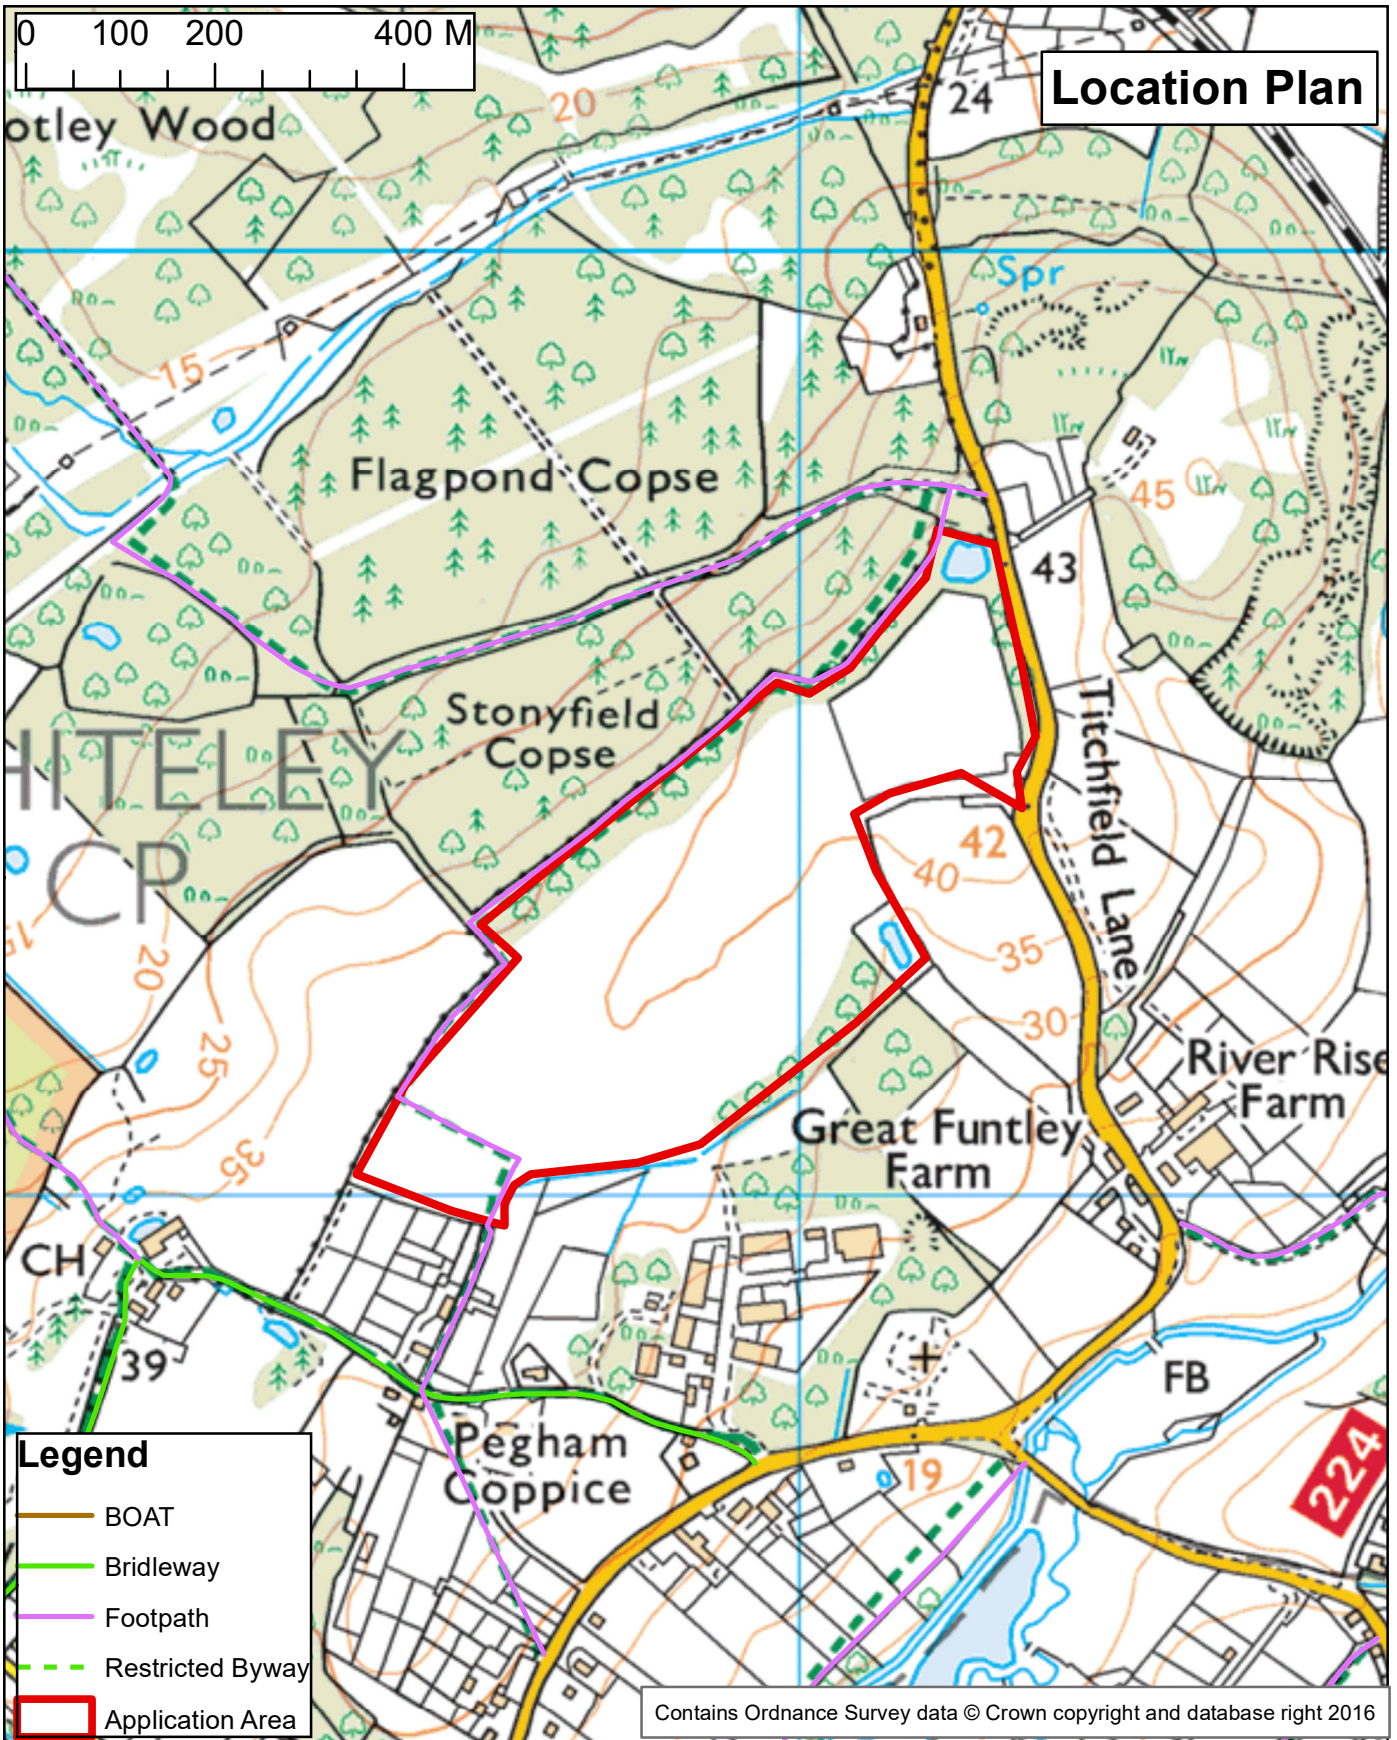 0 100 200 400 M
Location Plan
24
20
otley Wood
Spr
15
Flagpond Copse
45
43
Stonyfield
Copse
HITELEY
CP
Titchfield Lane
42
40
35
30
15
20
25
35
River Rise
Farm
Great Funtley
Farm
CH
39
FB
Pegham
Coppice
19
224
Legend
BOAT
Bridleway
Footpath
Restricted Byway
Application Area
Contains Ordnance Survey data © Crown copyright and database right 2016